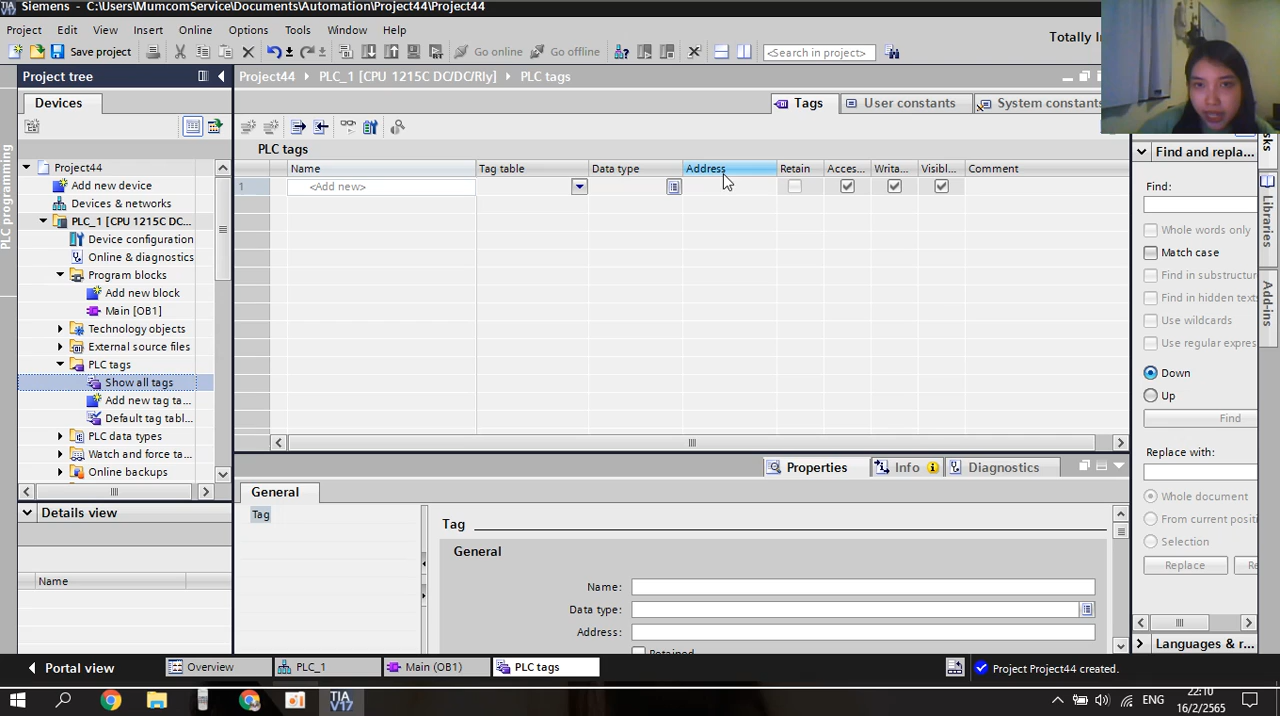 Siemens - C:\Users\MumcomService\Documents\Automation\Project44\Project44
Project Edit View Insert Online Options Tools Window Help
Save project Go online Go offline <Search in project>
Project tree
Project44 PLC_1 [CPU 1215C DC/DC/Rly] PLC tags
Devices
Tags User constants System constants
PLC programming
PLC tags
Name Tag table Data type Address Retain Acces... Writa... Visibl... Comment
1 <Add new>
Project44
Add new device
Devices & networks
PLC_1 [CPU 1215C DC...
Device configuration
Online & diagnostics
Program blocks
Add new block
Main [OB1]
Technology objects
External source files
PLC tags
Show all tags
Add new tag ta...
Default tag tabl...
PLC data types
Watch and force ta...
Online backups
Details view
Name
Properties Info Diagnostics
General
Tag
Tag
General
Name:
Data type:
Address:
Find and repla...
Find:
Whole words only
Match case
Find in substructur
Find in hidden text
Use wildcards
Use regular expres
Down
Up
Find
Replace with:
Whole document
From current positi
Selection
Replace Re
Languages & r...
Libraries
Add-ins
Portal view Overview PLC_1 Main (OB1) PLC tags Project Project44 created.
TIA V17
ENG
22:10
16/2/2565